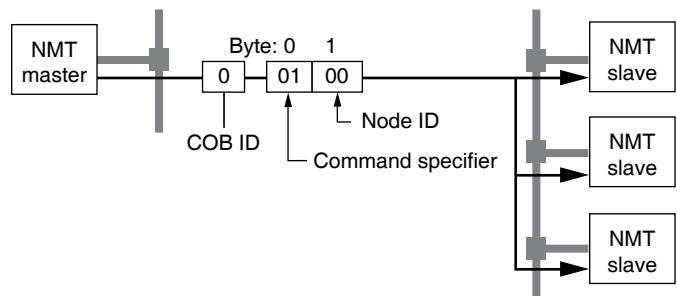 NMT
master
Byte: 0 1
0
01 00
COB ID
Node ID
Command specifier
NMT
slave
NMT
slave
NMT
slave